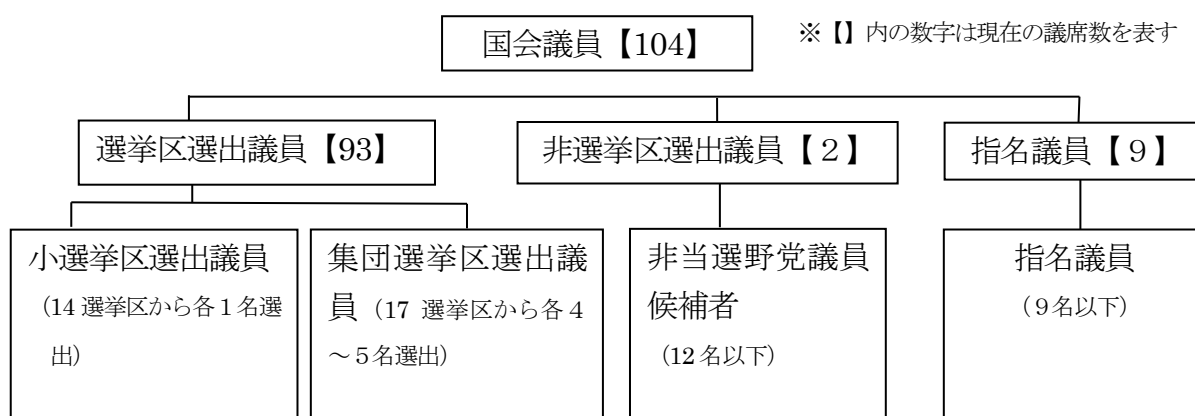 国会議員【104】
※【】内の数字は現在の議席数を表す
選挙区選出議員【93】
非選挙区選出議員【２】
指名議員【９】
小選挙区選出議員
（14 選挙区から各１名選
出）
集団選挙区選出議
員（17 選挙区から各４
～５名選出）
非当選野党議員
候補者
（12 名以下）
指名議員
（９名以下）